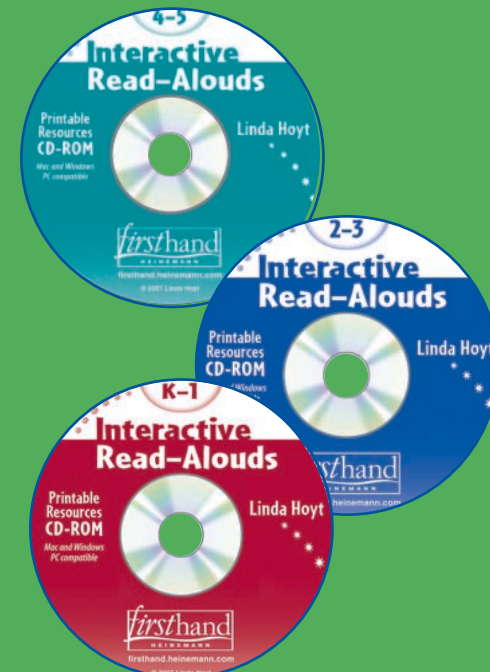 4–5
Interactive
Read–Alouds
Printable
Resources
CD-ROM
Mac and Windows
PC compatible
Linda Hoyt
firsthand
HEINEMANN
firsthand.heinemann.com
© 2007 Linda Hoyt
2–3
Interactive
Read–Alouds
Printable
Resources
CD-ROM
Windows
Linda Hoyt
sthand
INEMANN
heinemann.com
K–1
Interactive
Read–Alouds
Printable
Resources
CD-ROM
Mac and Windows
PC compatible
Linda Hoyt
firsthand
HEINEMANN
firsthand.heinemann.com